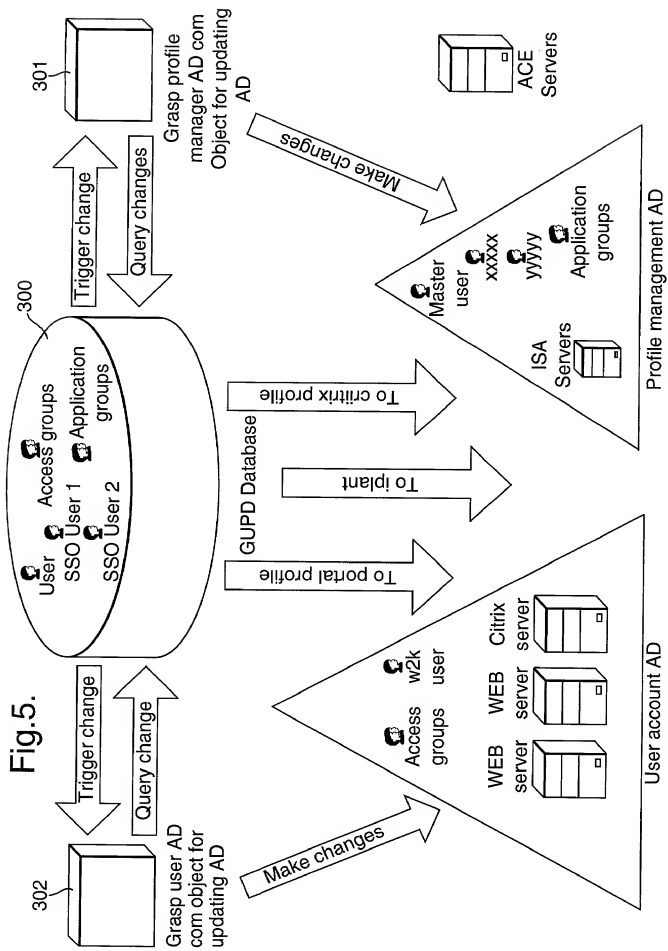 Fig.5.
302
Grasp user AD
com object for
updating AD
Trigger change
Query change
300
User
SSO User 1
SSO User 2
Access groups
Application
groups
GUPD Database
Trigger change
Query changes
301
Grasp profile
manager AD com
Object for updating
AD
Make changes
To portal profile
To iplant
To criitrix profile
Make changes
Access
groups
w2k
user
WEB
server
WEB
server
Citrix
server
User account AD
Master
user
xxxxx
yyyyy
Application
groups
ISA
Servers
Profile management AD
ACE
Servers